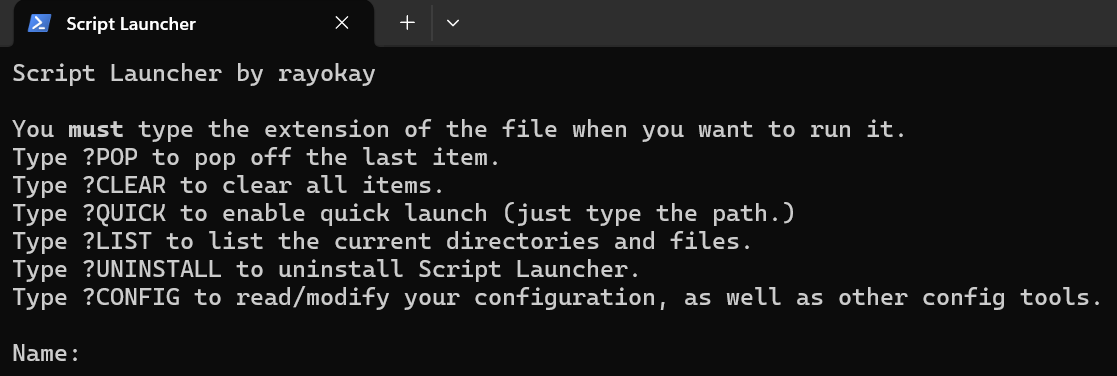 Script Launcher
Script Launcher by rayokay
You must type the extension of the file when you want to run it.
Type ?POP to pop off the last item.
Type ?CLEAR to clear all items.
Type ?QUICK to enable quick launch (just type the path.)
Type ?LIST to list the current directories and files.
Type ?UNINSTALL to uninstall Script Launcher.
Type ?CONFIG to read/modify your configuration, as well as other config tools.
Name: